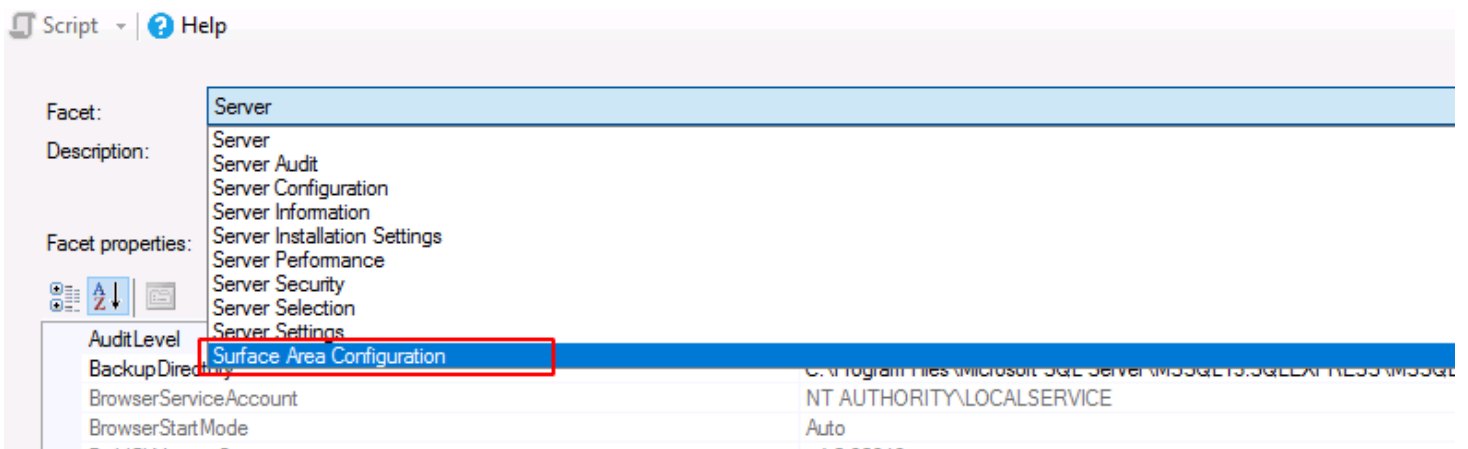 Script Help
Facet: Server
Description:
Server
Server Audit
Server Configuration
Server Information
Server Installation Settings
Facet properties:
Server Performance
Server Security
Server Selection
Server Settings
Surface Area Configuration
AuditLevel
BackupDirectory
BrowserServiceAccount NT AUTHORITY\LOCALSERVICE
BrowserStartMode Auto